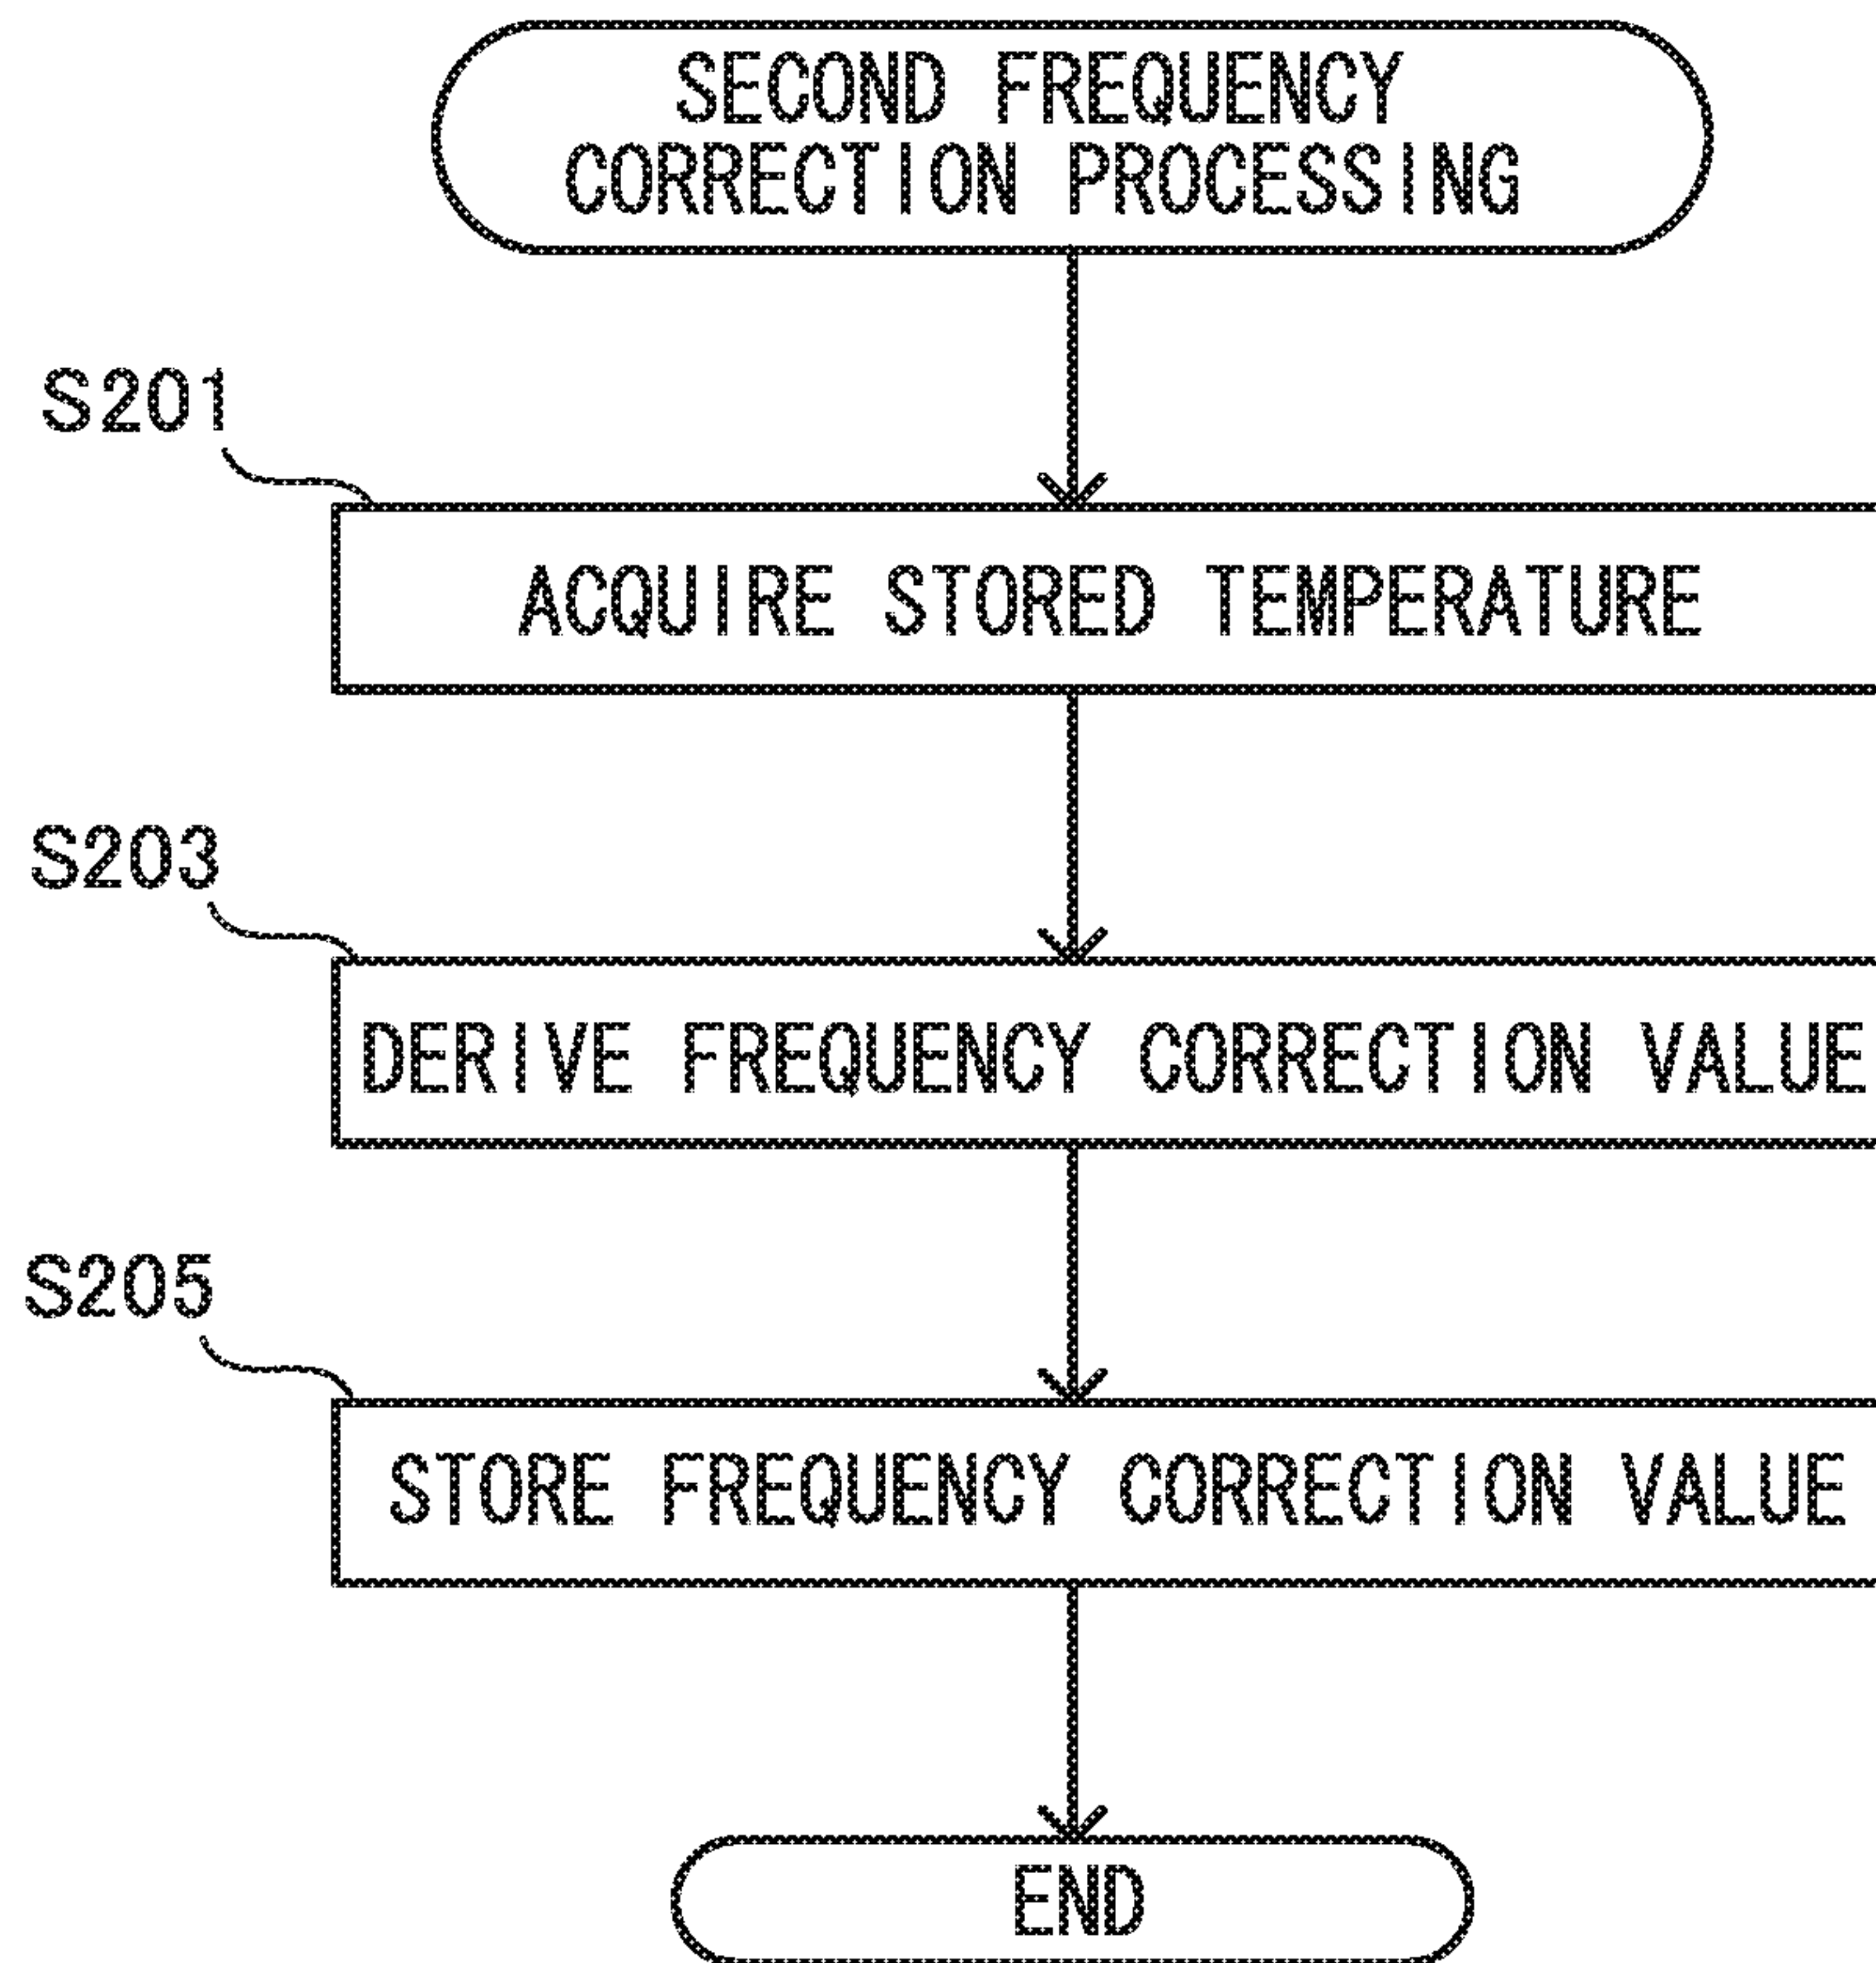 SECOND FREQUENCY
CORRECTION PROCESSING
S201
ACQUIRE STORED TEMPERATURE
S203
DERIVE FREQUENCY CORRECTION VALUE
S205
STORE FREQUENCY CORRECTION VALUE
END